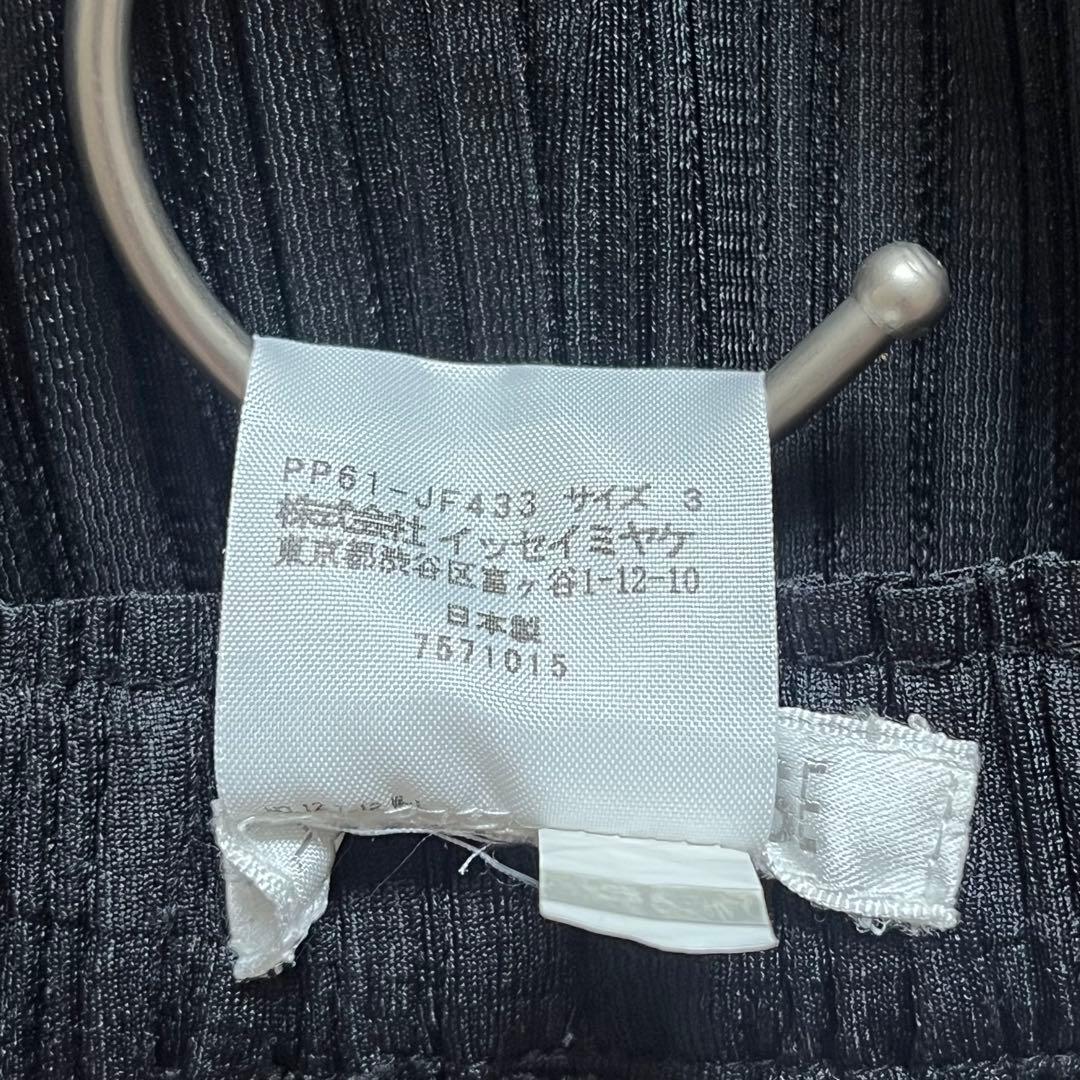 PP61-JF433 サイズ 3
株式会社イッセイミヤケ
東京都渋谷区富ヶ谷1-12-10
日本製
7571015